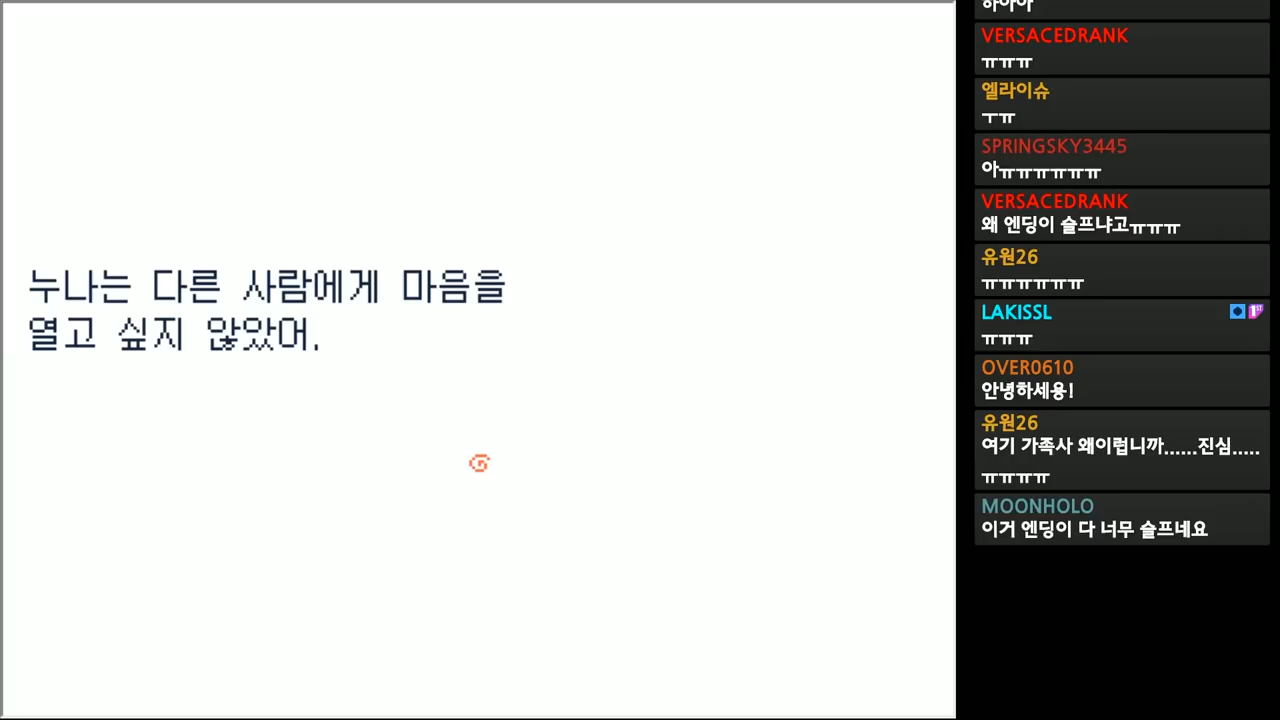 누나는 다른 사람에게 마음을
열고 싶지 않았어.
하아아
VERSACEDRANK
ㅠㅠㅠ
엘라이슈
ㅜㅠ
SPRINGSKY3445
아ㅠㅠㅠㅠㅠㅠ
VERSACEDRANK
왜 엔딩이 슬프냐고ㅠㅠㅠ
유원26
ㅠㅠㅠㅠㅠㅠ
LAKISSL
ㅠㅠㅠ
OVER0610
안녕하세용!
유원26
여기 가족사 왜이럽니까......진심.....
ㅠㅠㅠㅠ
MOONHOLO
이거 엔딩이 다 너무 슬프네요